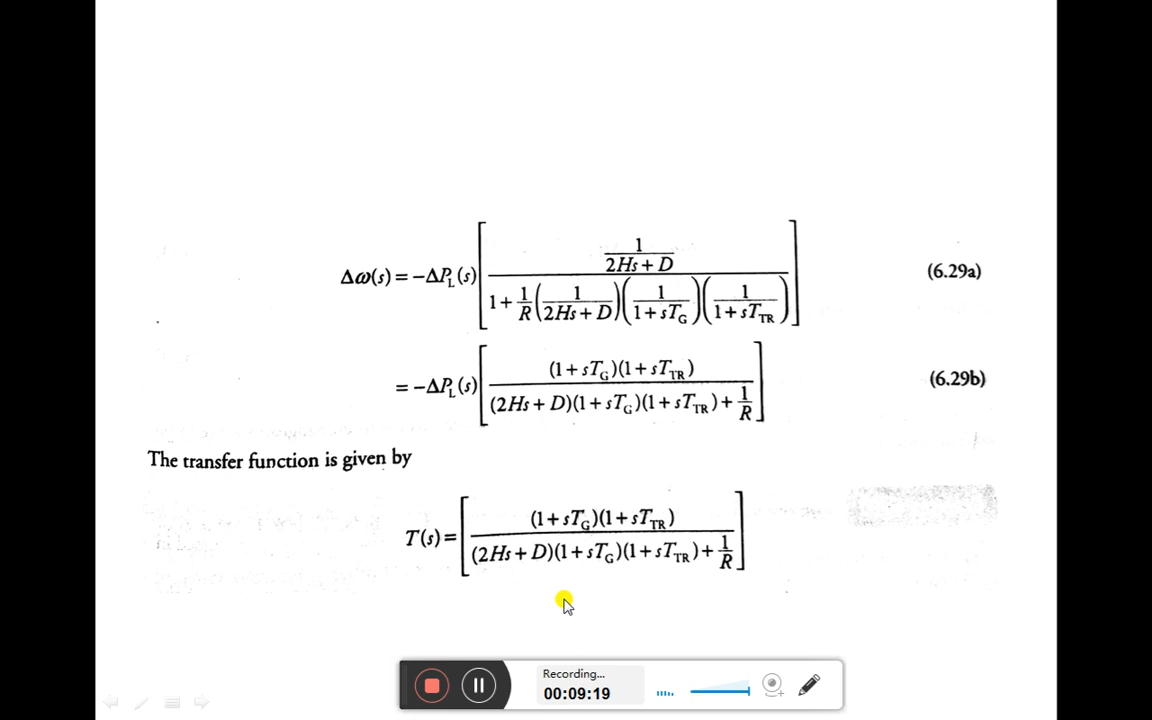 Δω(s) = −ΔP_L(s) [ (1/(2Hs + D)) / (1 + (1/R)(1/(2Hs + D))(1/(1 + sT_G))(1/(1 + sT_TR))) ] (6.29a)
= −ΔP_L(s) [ (1 + sT_G)(1 + sT_TR) / ((2Hs + D)(1 + sT_G)(1 + sT_TR) + 1/R) ] (6.29b)
The transfer function is given by
T(s) = [ (1 + sT_G)(1 + sT_TR) / ((2Hs + D)(1 + sT_G)(1 + sT_TR) + 1/R) ]
Recording...
00:09:19